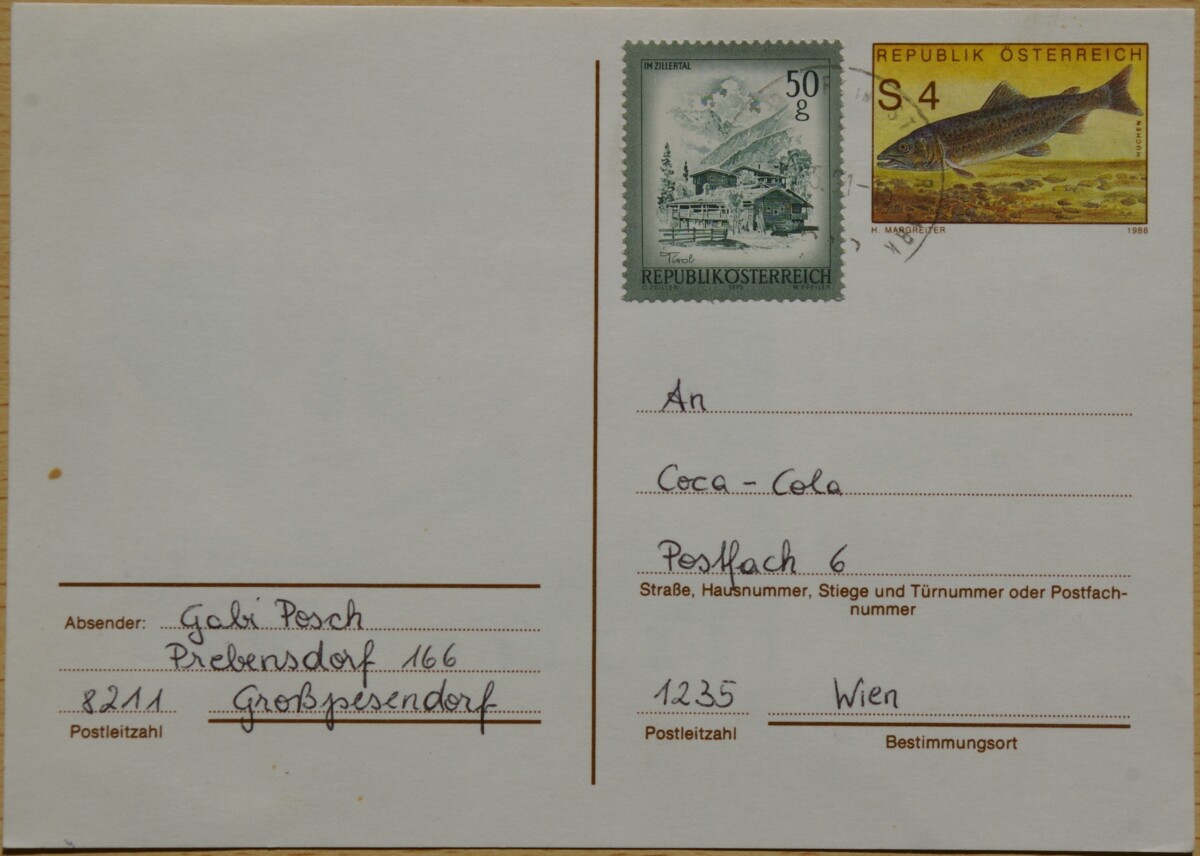 IM ZILLERTAL
50
g
Tirol
REPUBLIK ÖSTERREICH
REPUBLIK ÖSTERREICH
S 4
HUCHEN
H. MARGREITER 1988
An
Coca - Cola
Postfach 6
Straße, Hausnummer, Stiege und Türnummer oder Postfach-
nummer
1235 Wien
Postleitzahl
Bestimmungsort
Absender: Gabi Posch
Prebensdorf 166
8211 Großpesendorf
Postleitzahl